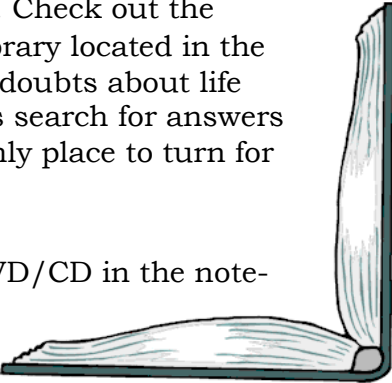 Check out the
rary located in the
doubts about life
s search for answers
nly place to turn for
VD/CD in the note-